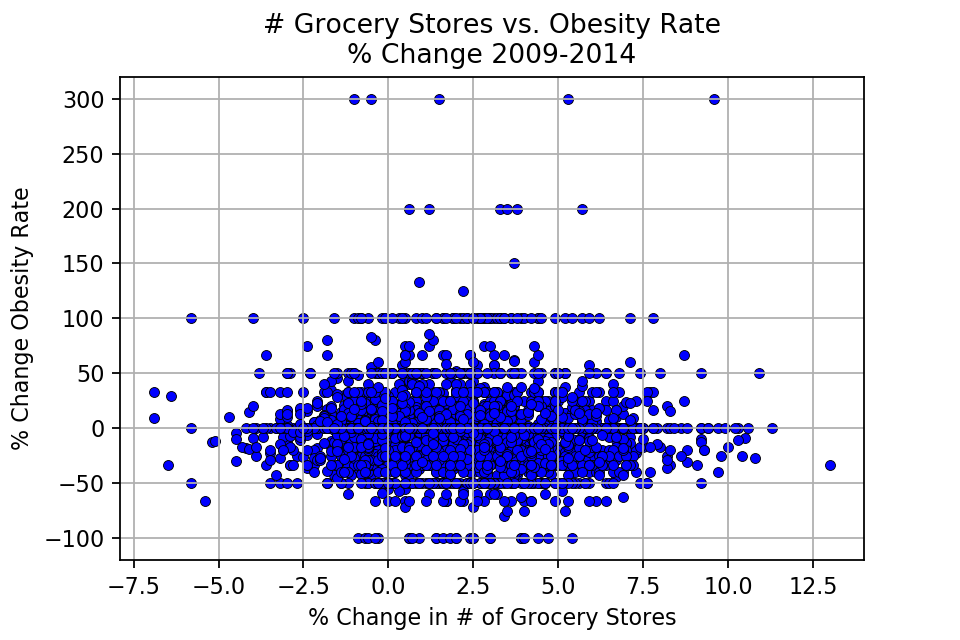 # Grocery Stores vs. Obesity Rate
% Change 2009-2014
300
250
200
150
100
50
0
−50
−100
% Change Obesity Rate
−7.5 −5.0 −2.5 0.0 2.5 5.0 7.5 10.0 12.5
% Change in # of Grocery Stores